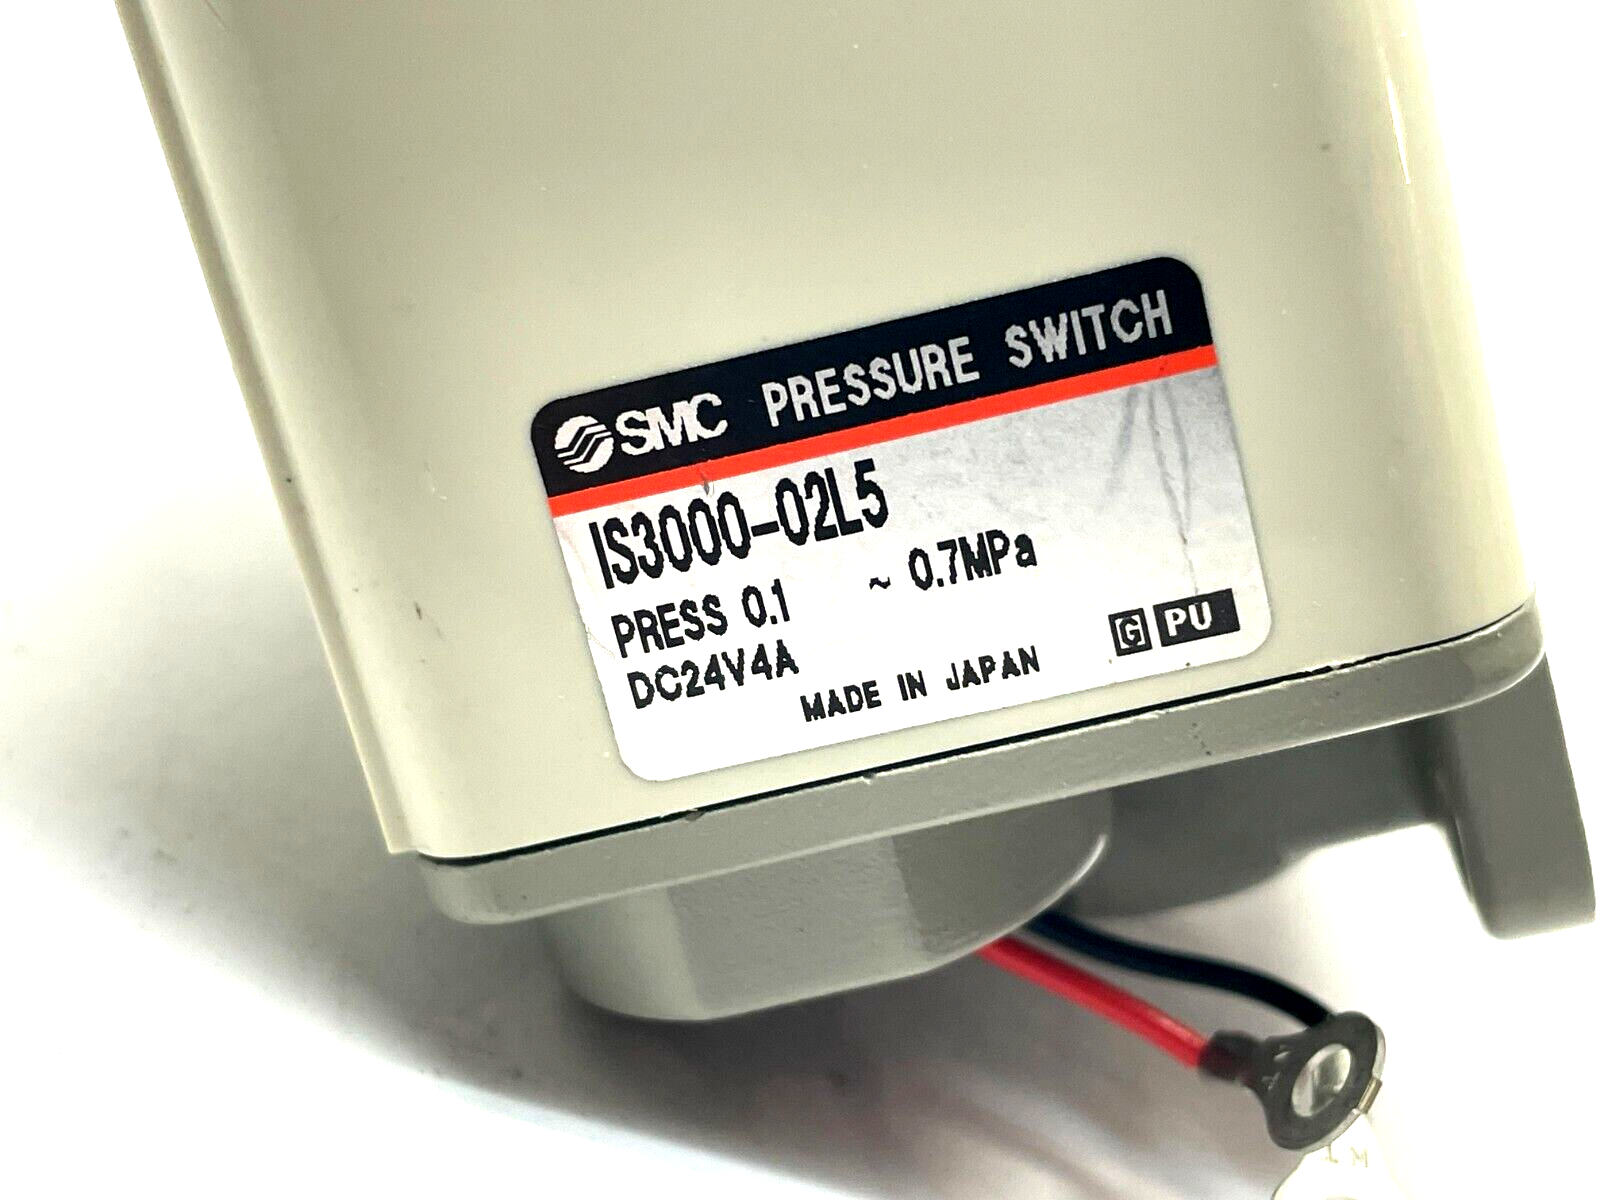 SMC PRESSURE SWITCH
IS3000-02L5
PRESS 0.1 ~ 0.7MPa
DC24V4A
MADE IN JAPAN G PU